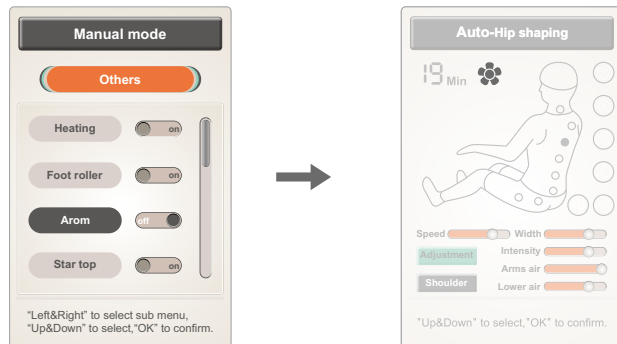 Manual mode
Others
Heating on
Foot roller on
Arom off
Star top on
“Left&Right” to select sub menu,
“Up&Down” to select,“OK” to confirm.
Auto-Hip shaping
19 Min
Speed Width
Adjustment Intensity
Arms air
Shoulder Lower air
"Up&Down" to select,"OK" to confirm.